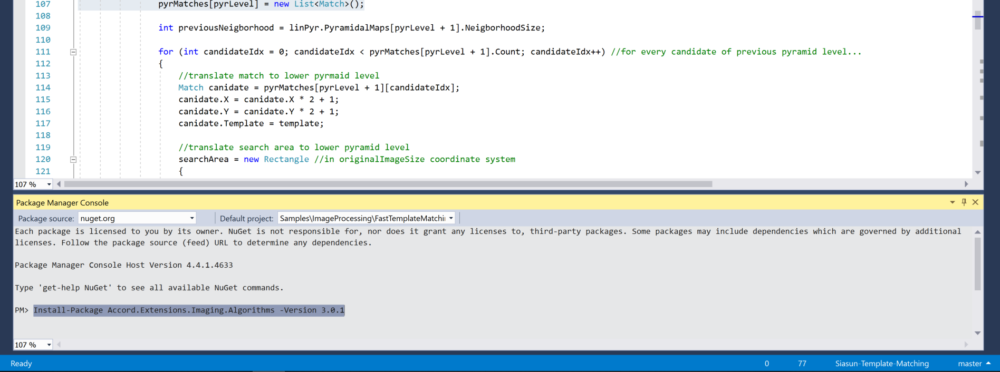 107 pyrMatches[pyrLevel] = new List<Match>();
108
109 int previousNeigborhood = linPyr.PyramidalMaps[pyrLevel + 1].NeigborhoodSize;
110
111 for (int candidateIdx = 0; candidateIdx < pyrMatches[pyrLevel + 1].Count; candidateIdx++) //for every candidate of previous pyramid level...
112 {
113 //translate match to lower pyrmaid level
114 Match canidate = pyrMatches[pyrLevel + 1][candidateIdx];
115 canidate.X = canidate.X * 2 + 1;
116 canidate.Y = canidate.Y * 2 + 1;
117 canidate.Template = template;
118
119 //translate search area to lower pyramid level
120 searchArea = new Rectangle //in originalImageSize coordinate system
121 {
107 %
Package Manager Console
Package source: nuget.org Default project: Samples\ImageProcessing\FastTemplateMatchi
Each package is licensed to you by its owner. NuGet is not responsible for, nor does it grant any licenses to, third-party packages. Some packages may include dependencies which are governed by additional
licenses. Follow the package source (feed) URL to determine any dependencies.
Package Manager Console Host Version 4.4.1.4633
Type 'get-help NuGet' to see all available NuGet commands.
PM> Install-Package Accord.Extensions.Imaging.Algorithms -Version 3.0.1
107 %
Ready 0 77 Siasun-Template-Matching master